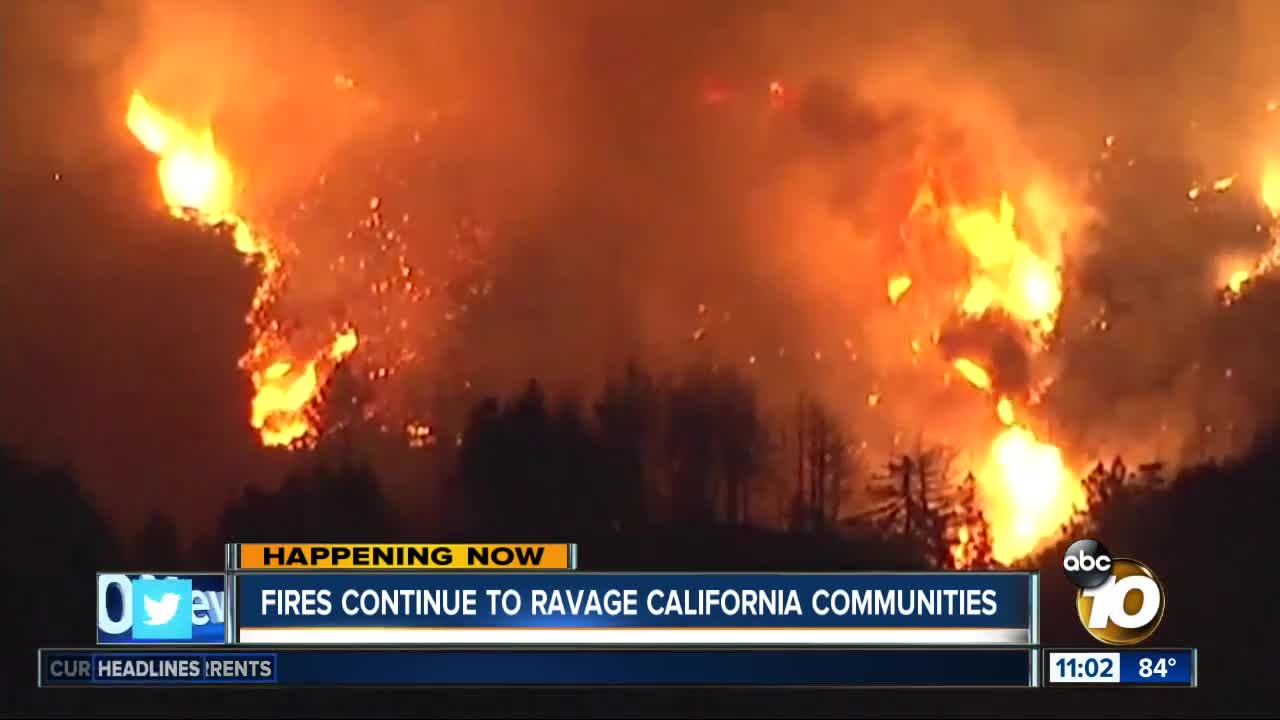 HAPPENING NOW
FIRES CONTINUE TO RAVAGE CALIFORNIA COMMUNITIES
abc
10
HEADLINES
11:02 84°